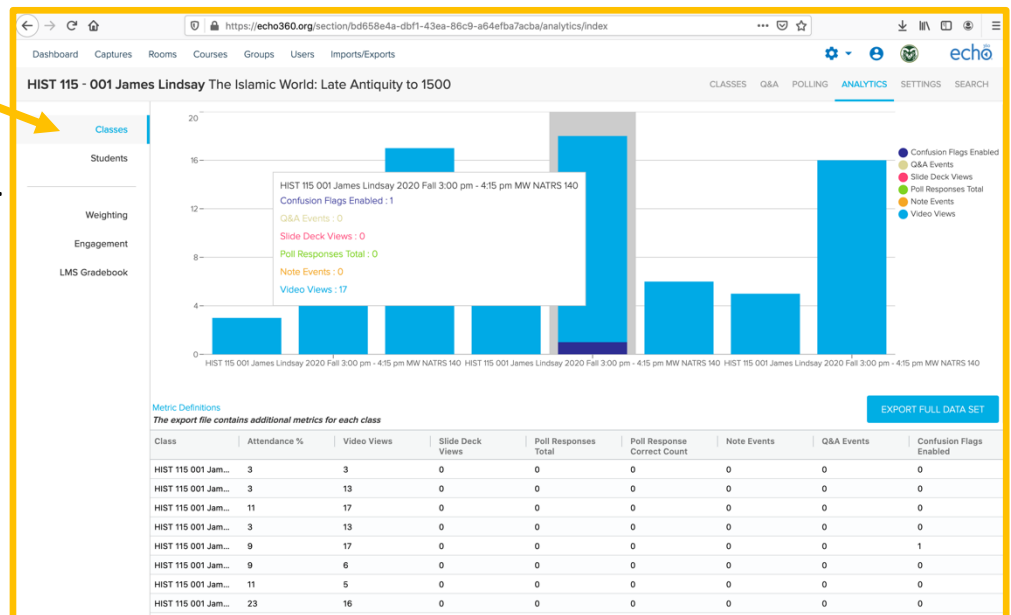 https://echo360.org/section/bd658e4a-dbf1-43ea-86c9-a64efba7acba/analytics/index
Dashboard Captures Rooms Courses Groups Users Imports/Exports echo
HIST 115 - 001 James Lindsay The Islamic World: Late Antiquity to 1500 CLASSES Q&A POLLING ANALYTICS SETTINGS SEARCH
Classes
Students
Weighting
Engagement
LMS Gradebook
20
16
12
8
4
0
HIST 115 001 James Lindsay 2020 Fall 3:00 pm - 4:15 pm MW NATRS 140
Confusion Flags Enabled : 1
Q&A Events : 0
Slide Deck Views : 0
Poll Responses Total : 0
Note Events : 0
Video Views : 17
Confusion Flags Enabled
Q&A Events
Slide Deck Views
Poll Responses Total
Note Events
Video Views
HIST 115 001 James Lindsay 2020 Fall 3:00 pm - 4:15 pm MW NATRS 140 HIST 115 001 James Lindsay 2020 Fall 3:00 pm - 4:15 pm MW NATRS 140 HIST 115 001 James Lindsay 2020 Fall 3:00 pm - 4:15 pm MW NATRS 140
Metric Definitions
The export file contains additional metrics for each class
EXPORT FULL DATA SET
Class Attendance % Video Views Slide Deck Views Poll Responses Total Poll Response Correct Count Note Events Q&A Events Confusion Flags Enabled
HIST 115 001 Jam... 3 3 0 0 0 0 0 0
HIST 115 001 Jam... 3 13 0 0 0 0 0 0
HIST 115 001 Jam... 11 17 0 0 0 0 0 0
HIST 115 001 Jam... 3 13 0 0 0 0 0 0
HIST 115 001 Jam... 9 17 0 0 0 0 0 1
HIST 115 001 Jam... 9 6 0 0 0 0 0 0
HIST 115 001 Jam... 11 5 0 0 0 0 0 0
HIST 115 001 Jam... 23 16 0 0 0 0 0 0